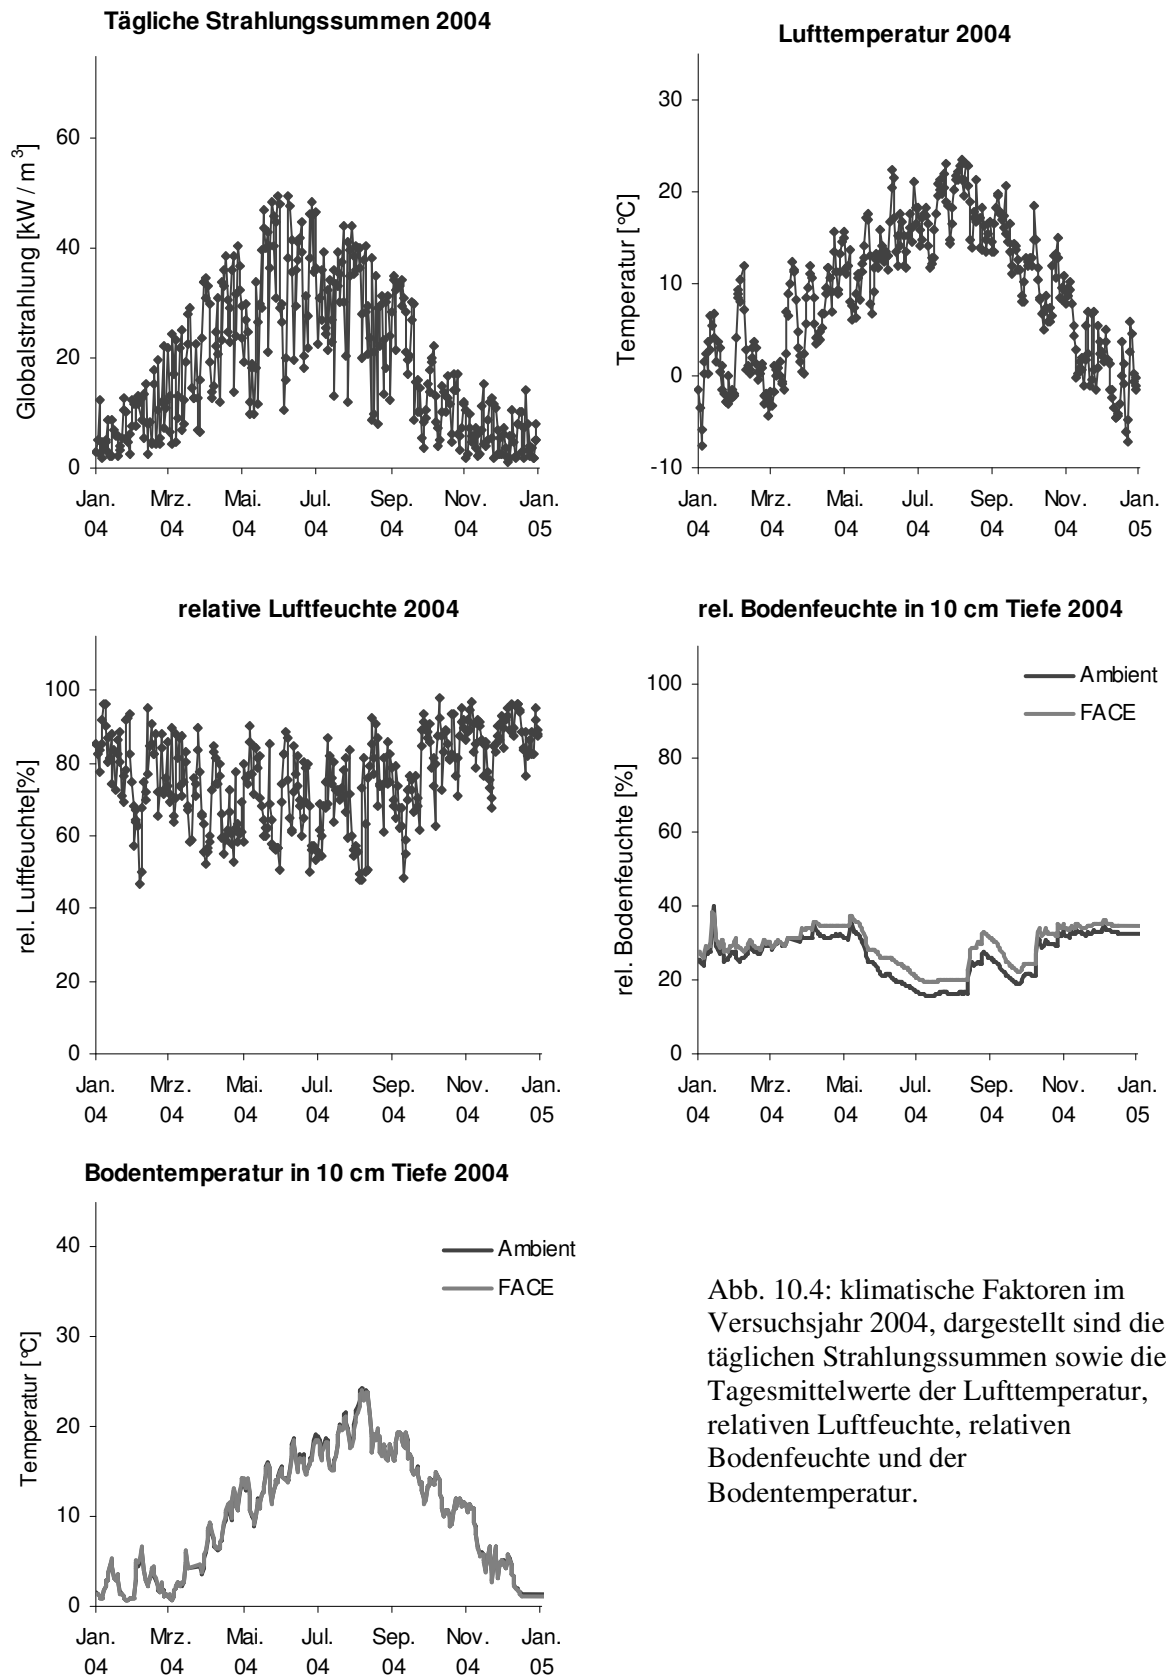 Tägliche Strahlungssummen 2004
Globalstrahlung [kW / m³]
60
40
20
0
Jan. Mrz. Mai. Jul. Sep. Nov. Jan.
04 04 04 04 04 04 05
Lufttemperatur 2004
Temperatur [°C]
30
20
10
0
-10
Jan. Mrz. Mai. Jul. Sep. Nov. Jan.
04 04 04 04 04 04 05
relative Luftfeuchte 2004
rel. Luftfeuchte[%]
100
80
60
40
20
0
Jan. Mrz. Mai. Jul. Sep. Nov. Jan.
04 04 04 04 04 04 05
rel. Bodenfeuchte in 10 cm Tiefe 2004
Ambient
FACE
rel. Bodenfeuchte [%]
100
80
60
40
20
0
Jan. Mrz. Mai. Jul. Sep. Nov. Jan.
04 04 04 04 04 04 05
Bodentemperatur in 10 cm Tiefe 2004
Ambient
FACE
Temperatur [°C]
40
30
20
10
0
Jan. Mrz. Mai. Jul. Sep. Nov. Jan.
04 04 04 04 04 04 05
Abb. 10.4: klimatische Faktoren im
Versuchsjahr 2004, dargestellt sind die
täglichen Strahlungssummen sowie die
Tagesmittelwerte der Lufttemperatur,
relativen Luftfeuchte, relativen
Bodenfeuchte und der
Bodentemperatur.